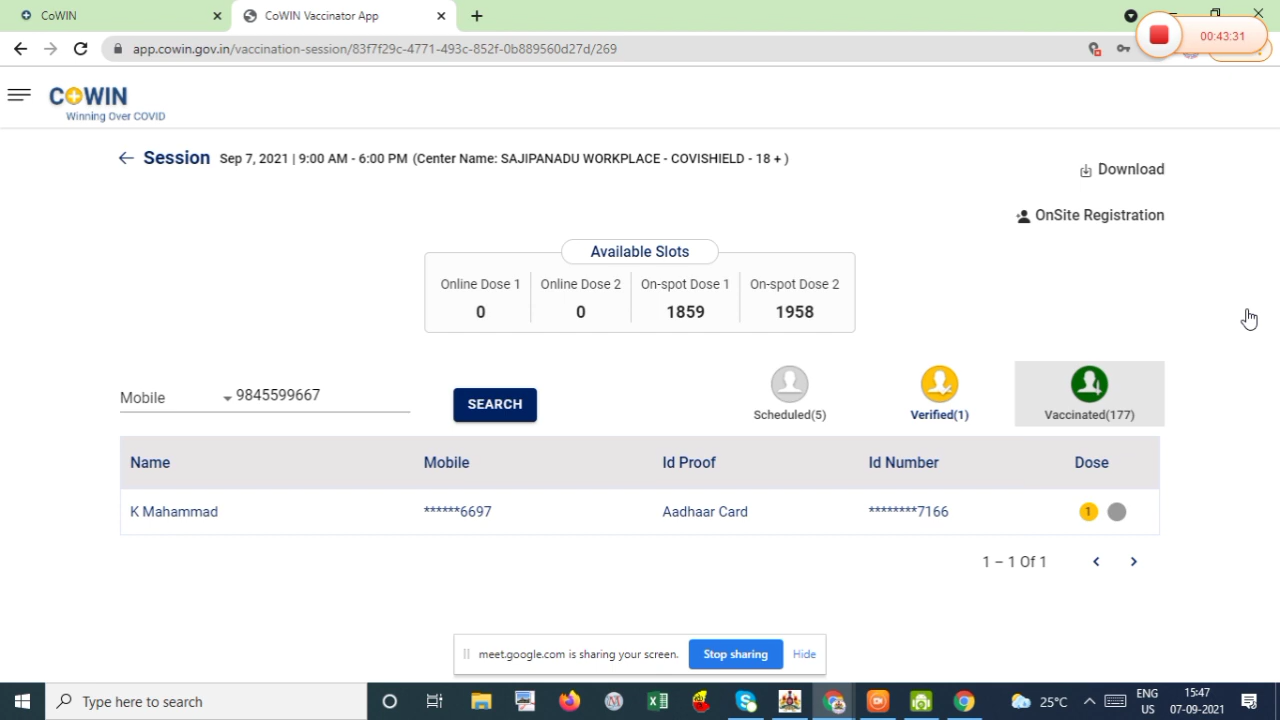 CoWIN
CoWIN Vaccinator App
app.cowin.gov.in/vaccination-session/83f7f29c-4771-493c-852f-0b889560d27d/269
00:43:31
COWIN
Winning Over COVID
Session Sep 7, 2021 | 9:00 AM - 6:00 PM (Center Name: SAJIPANADU WORKPLACE - COVISHIELD - 18 + )
Download
OnSite Registration
Available Slots
Online Dose 1 Online Dose 2 On-spot Dose 1 On-spot Dose 2
0 0 1859 1958
Mobile 9845599667 SEARCH
Scheduled(5) Verified(1) Vaccinated(177)
Name Mobile Id Proof Id Number Dose
K Mahammad ******6697 Aadhaar Card ********7166 1
1 – 1 Of 1
meet.google.com is sharing your screen. Stop sharing Hide
Type here to search
25°C
ENG
US
15:47
07-09-2021